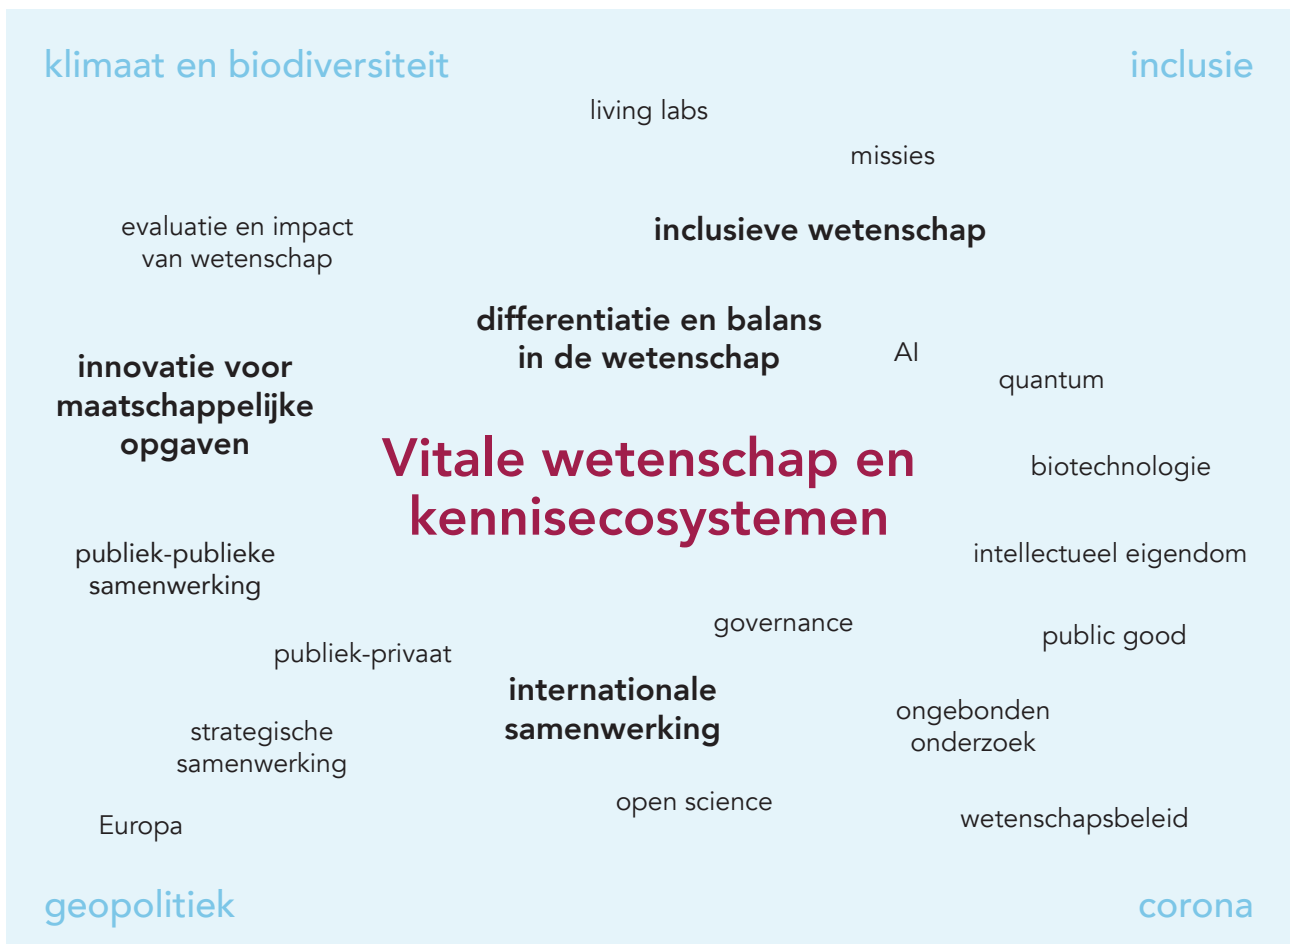 klimaat en biodiversiteit
inclusie
living labs
missies
evaluatie en impact
van wetenschap
inclusieve wetenschap
differentiatie en balans
in de wetenschap
AI
quantum
innovatie voor
maatschappelijke
opgaven
Vitale wetenschap en
kennisecosystemen
biotechnologie
publiek-publieke
samenwerking
intellectueel eigendom
governance
public good
publiek-privaat
internationale
samenwerking
ongebonden
onderzoek
strategische
samenwerking
open science
wetenschapsbeleid
Europa
geopolitiek
corona